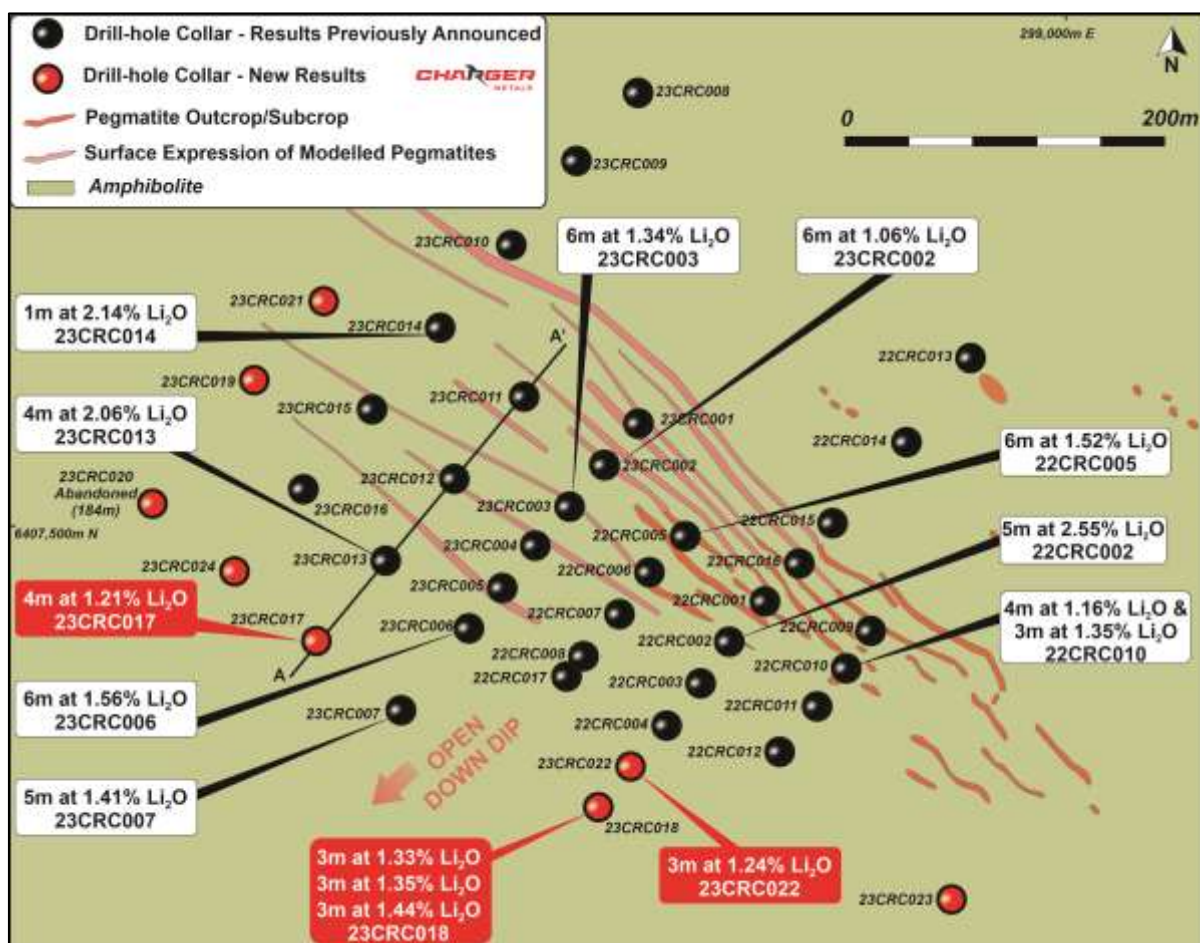 Drill-hole Collar - Results Previously Announced
Drill-hole Collar - New Results
CHARGER
METALS
Pegmatite Outcrop/Subcrop
Surface Expression of Modelled Pegmatites
Amphibolite
299,000m E
N
0
200m
23CRC008
23CRC009
23CRC010
6m at 1.34% Li₂O
23CRC003
6m at 1.06% Li₂O
23CRC002
23CRC021
1m at 2.14% Li₂O
23CRC014
23CRC014
A'
22CRC013
23CRC019
23CRC011
23CRC015
4m at 2.06% Li₂O
23CRC013
23CRC001
22CRC014
6m at 1.52% Li₂O
22CRC005
23CRC002
23CRC020
Abandoned
(184m)
23CRC012
23CRC016
23CRC003
22CRC015
6407,500m N
22CRC005
5m at 2.55% Li₂O
22CRC002
23CRC004
23CRC013
22CRC016
23CRC024
22CRC006
23CRC005
4m at 1.21% Li₂O
23CRC017
22CRC001
23CRC017
22CRC007
4m at 1.16% Li₂O &
3m at 1.35% Li₂O
22CRC010
23CRC006
22CRC009
22CRC002
22CRC008
22CRC010
A
22CRC017
22CRC003
6m at 1.56% Li₂O
23CRC006
23CRC007
22CRC011
22CRC004
22CRC012
OPEN
DOWN DIP
23CRC022
5m at 1.41% Li₂O
23CRC007
23CRC018
3m at 1.33% Li₂O
3m at 1.35% Li₂O
3m at 1.44% Li₂O
23CRC018
3m at 1.24% Li₂O
23CRC022
23CRC023